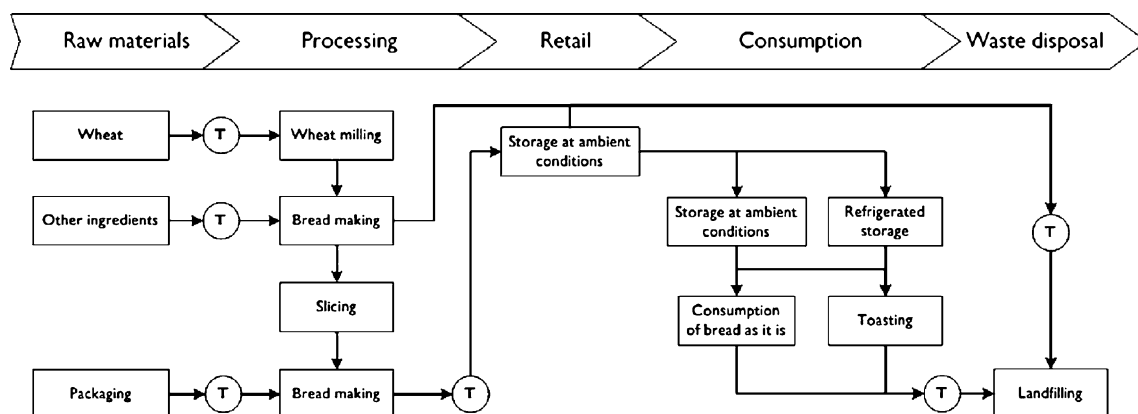 Raw materials
Processing
Retail
Consumption
Waste disposal
Wheat
T
Wheat milling
Storage at ambient
conditions
Other ingredients
T
Bread making
Storage at ambient
conditions
Refrigerated
storage
T
Slicing
Consumption
of bread as it is
Toasting
Packaging
T
Bread making
T
T
Landfilling